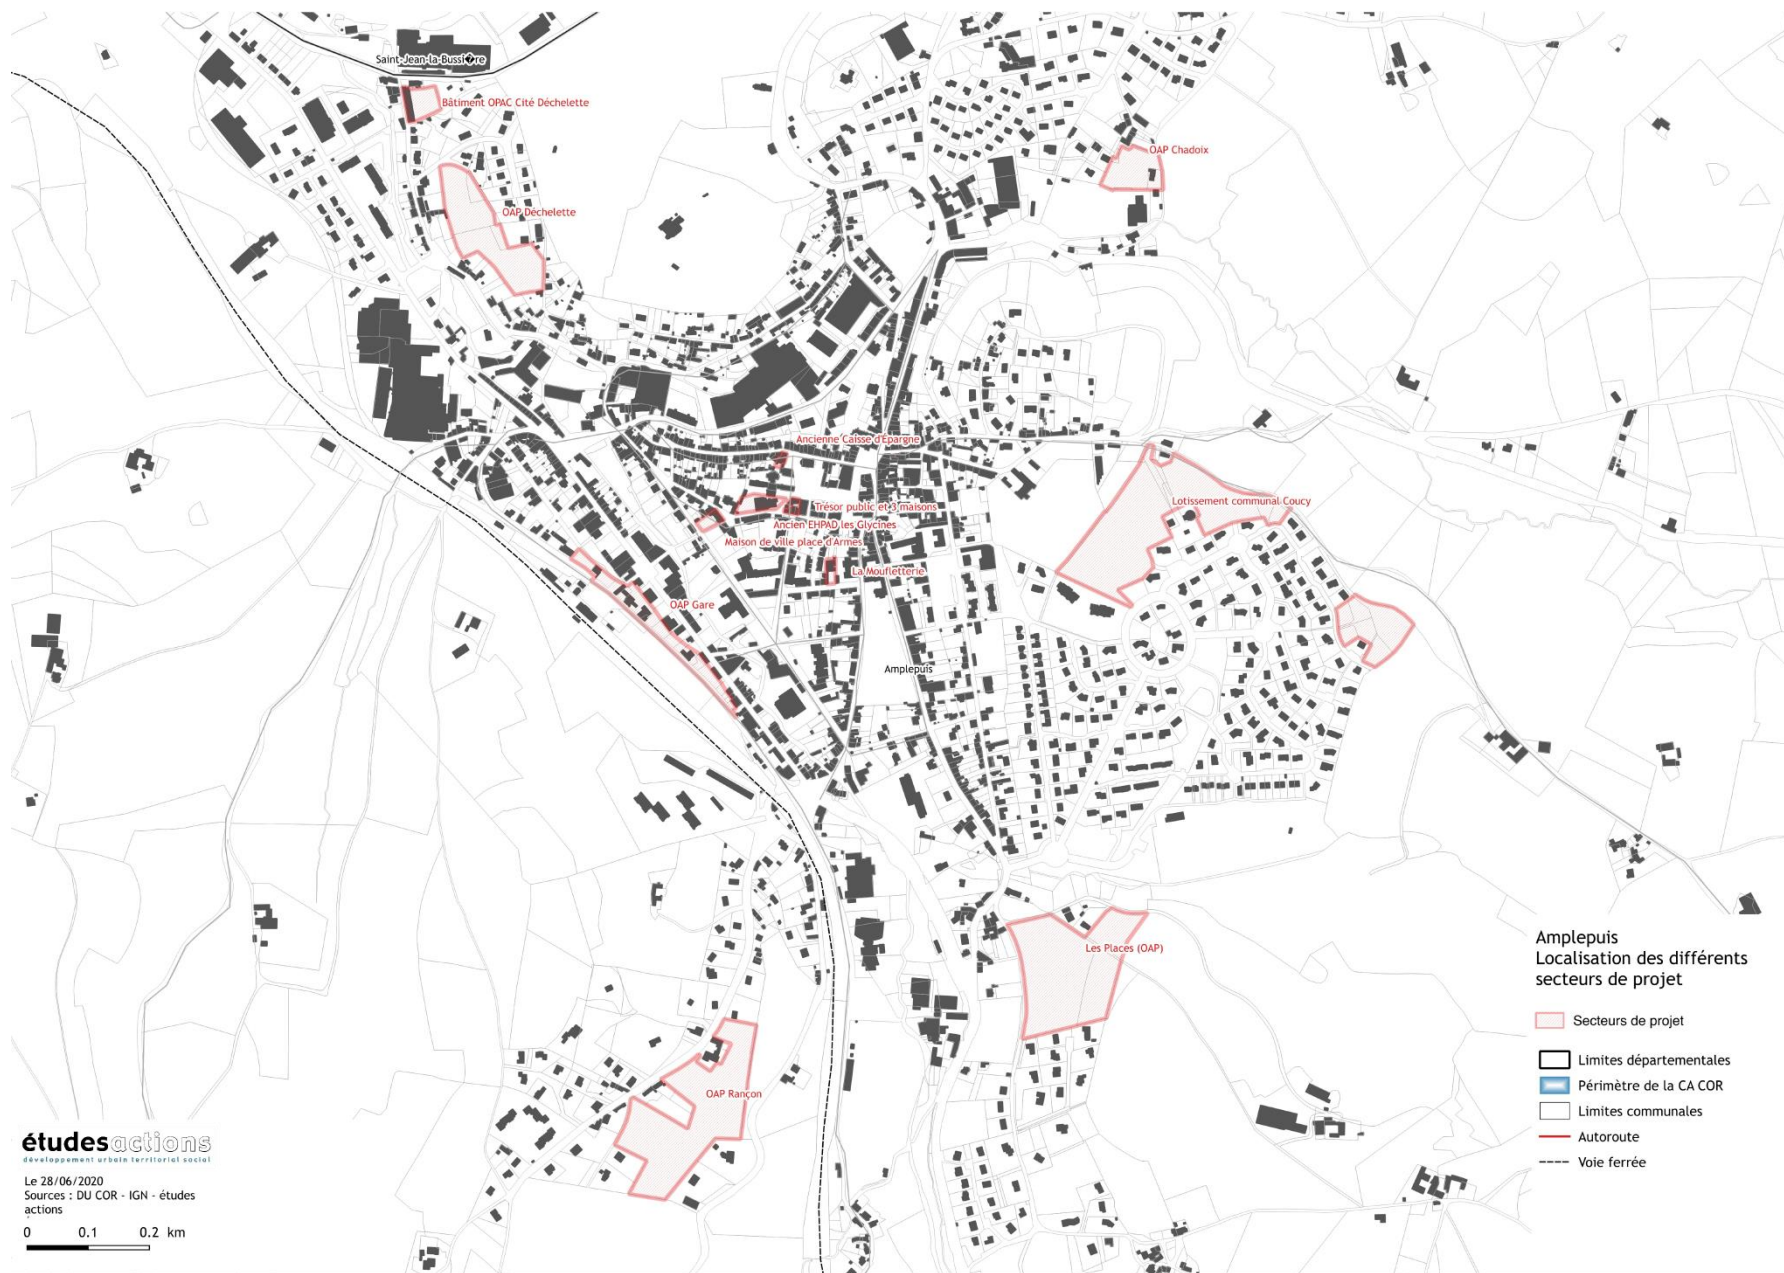 Saint-Jean-la-Bussi�re
Bâtiment OPAC Cité Déchelette
OAP Chadoix
OAP Déchelette
Ancienne Caisse d'Epargne
Lotissement communal Coucy
Trésor public et 3 maisons
Ancien EHPAD les Glycines
Maison de ville place d'Armes
La Moufletterie
OAP Gare
Amplepuis
Les Places (OAP)
OAP Rançon
Amplepuis
Localisation des différents
secteurs de projet
Secteurs de projet
Limites départementales
Périmètre de la CA COR
Limites communales
Autoroute
Voie ferrée
étudesactions
développement urbain territorial social
Le 28/06/2020
Sources : DU COR - IGN - études
actions
0 0.1 0.2 km